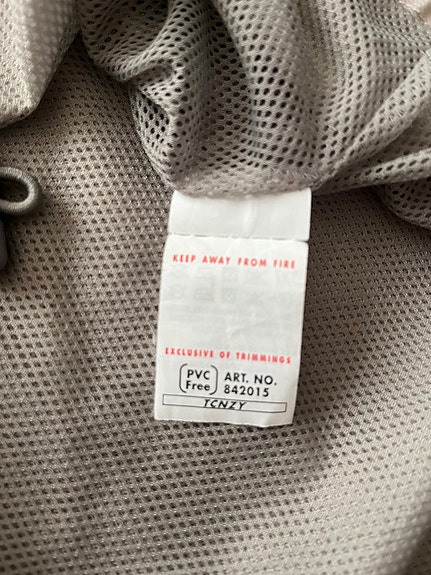 KEEP AWAY FROM FIRE
EXCLUSIVE OF TRIMMINGS
PVC Free ART. NO. 842015
TCNZY